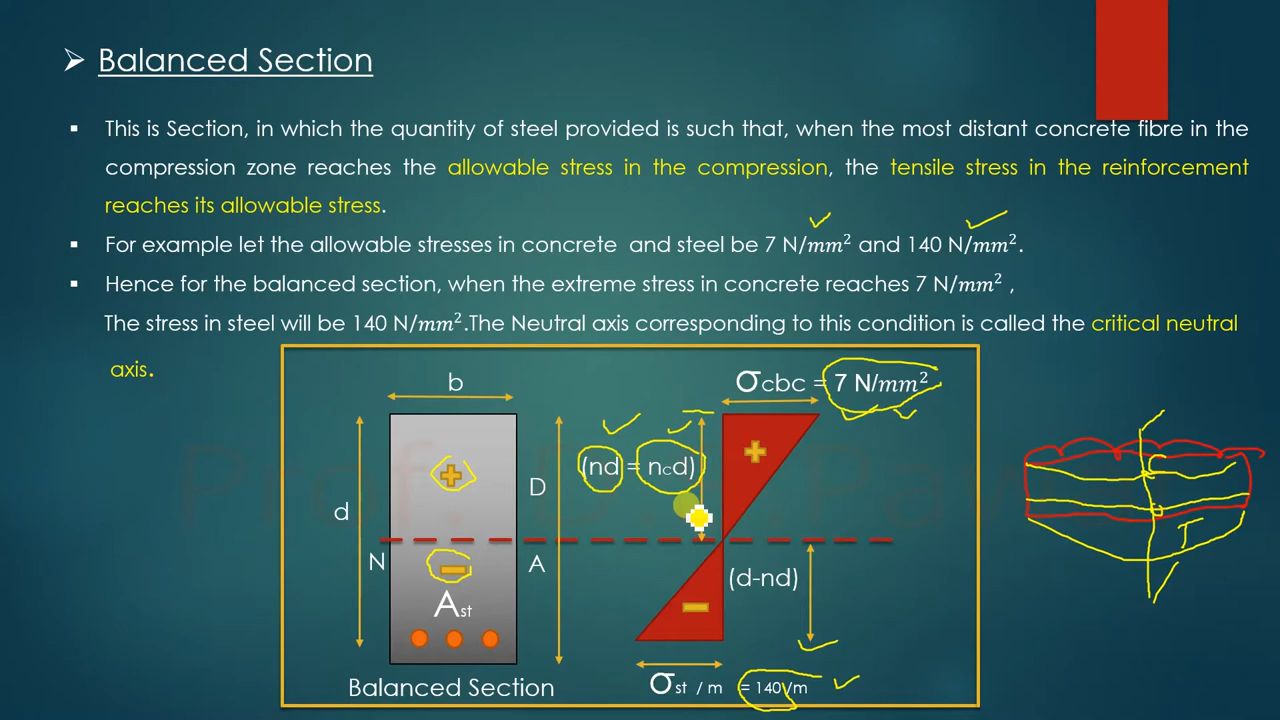 Balanced Section
This is Section, in which the quantity of steel provided is such that, when the most distant concrete fibre in the
compression zone reaches the allowable stress in the compression, the tensile stress in the reinforcement
reaches its allowable stress.
For example let the allowable stresses in concrete and steel be 7 N/mm² and 140 N/mm².
Hence for the balanced section, when the extreme stress in concrete reaches 7 N/mm² ,
The stress in steel will be 140 N/mm².The Neutral axis corresponding to this condition is called the critical neutral
axis.
b
σcbc = 7 N/mm²
(nd = ncd)
D
d
N
A
(d-nd)
Ast
T
Balanced Section
σst / m = 140/m